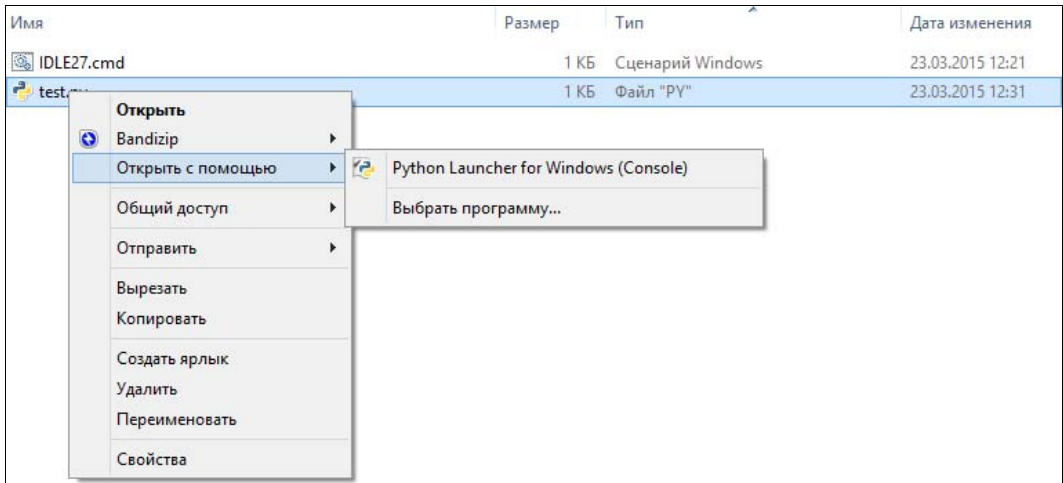 Имя Размер Тип Дата изменения
IDLE27.cmd 1 КБ Сценарий Windows 23.03.2015 12:21
test.py 1 КБ Файл "PY" 23.03.2015 12:31
Открыть
Bandizip
Открыть с помощью
Python Launcher for Windows (Console)
Общий доступ
Выбрать программу...
Отправить
Вырезать
Копировать
Создать ярлык
Удалить
Переименовать
Свойства